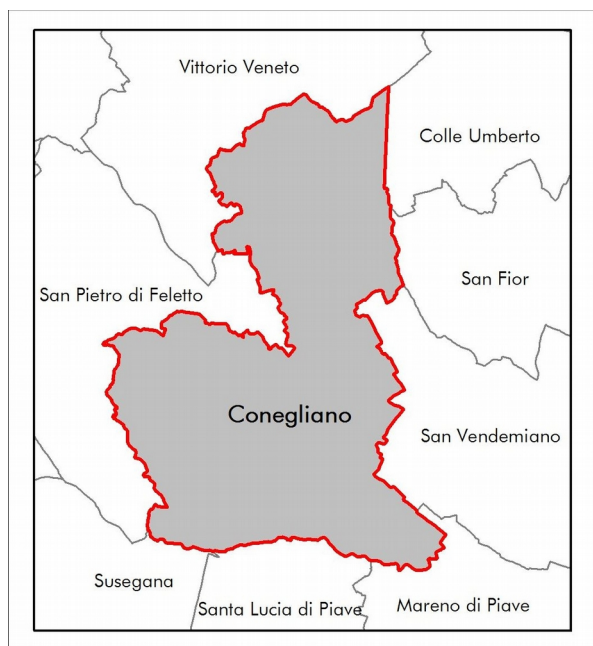 Vittorio Veneto
Colle Umberto
San Fior
San Pietro di Feletto
Conegliano
San Vendemiano
Susegana
Santa Lucia di Piave
Mareno di Piave